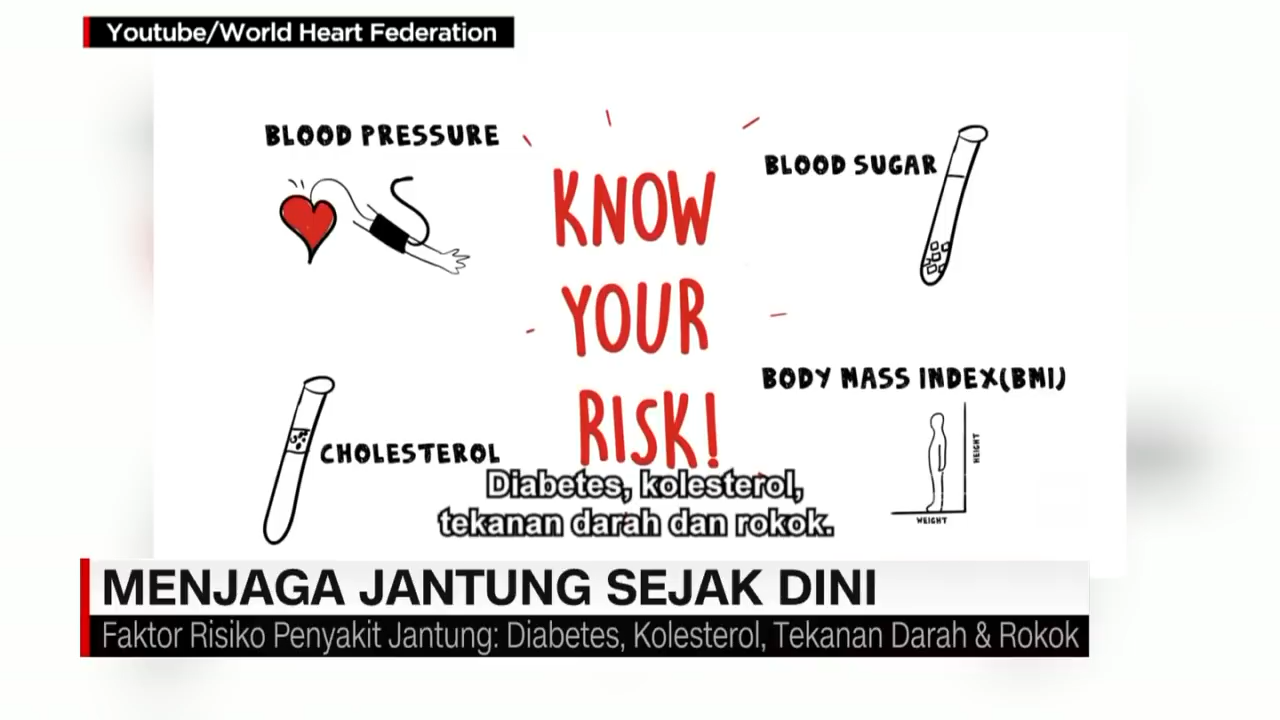 Youtube/World Heart Federation
BLOOD PRESSURE
KNOW
YOUR
RISK!
BLOOD SUGAR
CHOLESTEROL
BODY MASS INDEX(BMI)
HEIGHT
WEIGHT
Diabetes, kolesterol,
tekanan darah dan rokok.
MENJAGA JANTUNG SEJAK DINI
Faktor Risiko Penyakit Jantung: Diabetes, Kolesterol, Tekanan Darah & Rokok